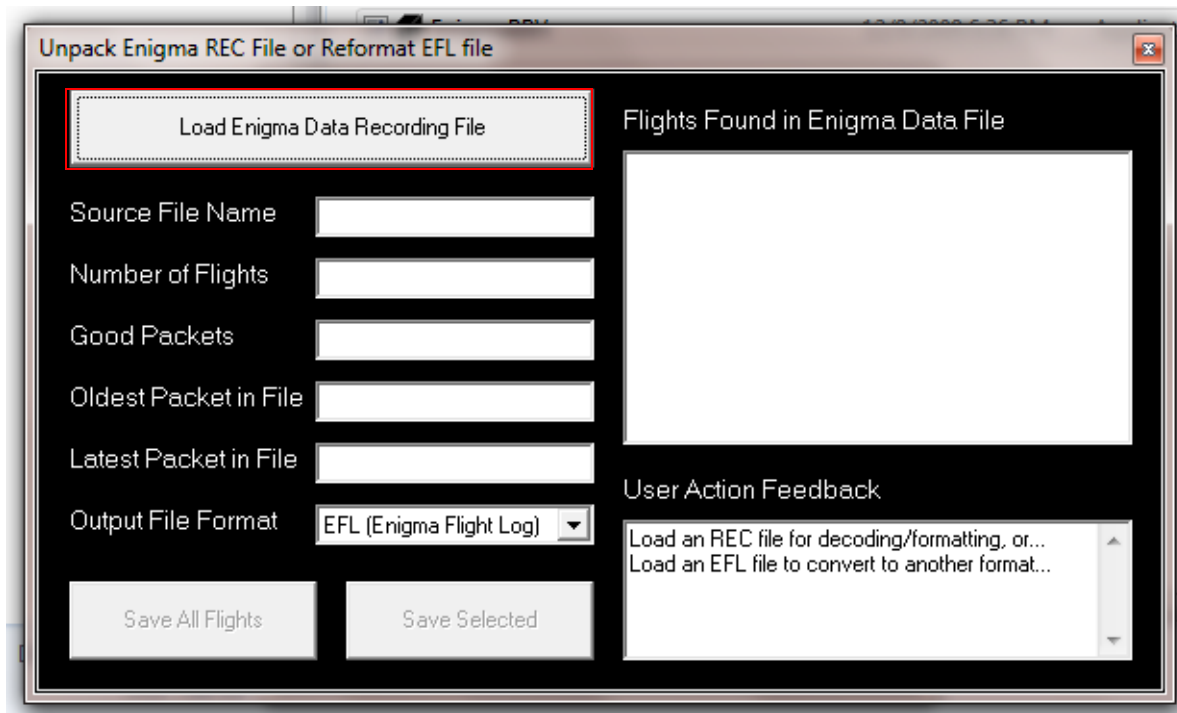 Unpack Enigma REC File or Reformat EFL file
Load Enigma Data Recording File
Source File Name
Number of Flights
Good Packets
Oldest Packet in File
Latest Packet in File
Output File Format
EFL (Enigma Flight Log)
Save All Flights
Save Selected
Flights Found in Enigma Data File
User Action Feedback
Load an REC file for decoding/formatting, or...
Load an EFL file to convert to another format...